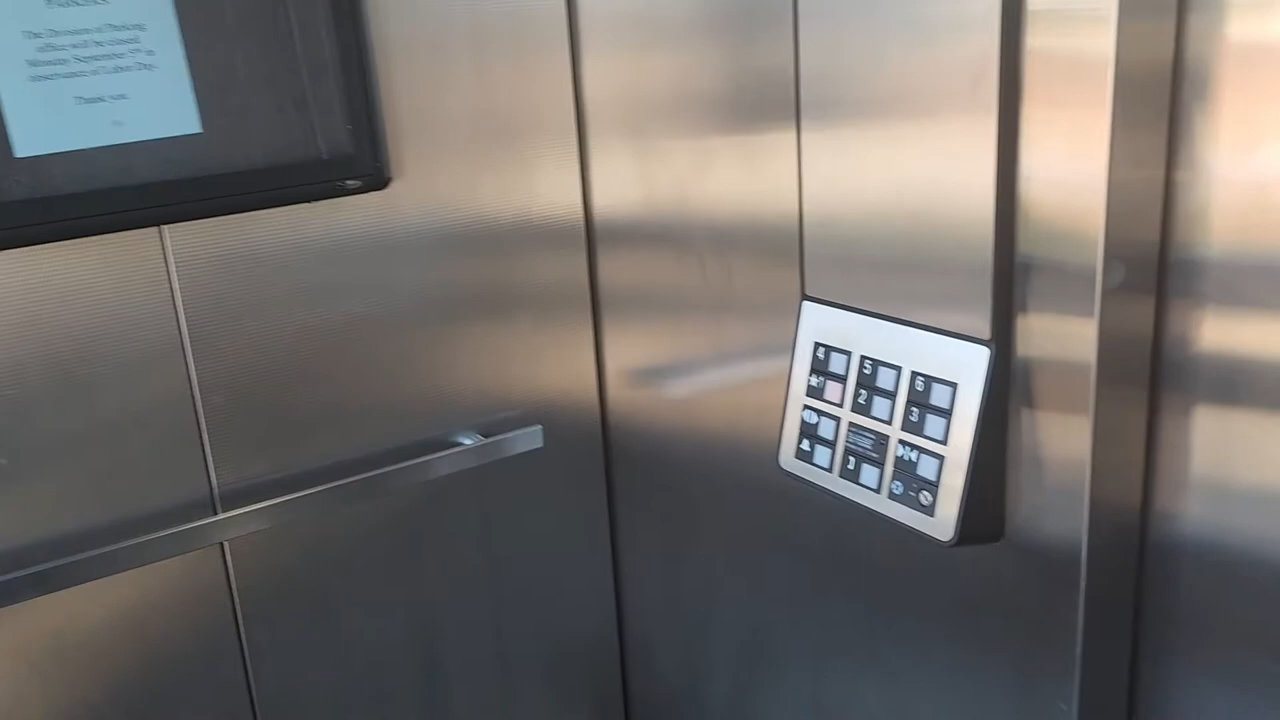 The Division of Parking
office will be closed
Monday September 5th in
observance of Labor Day.
Thank you
4 5 6
2 3